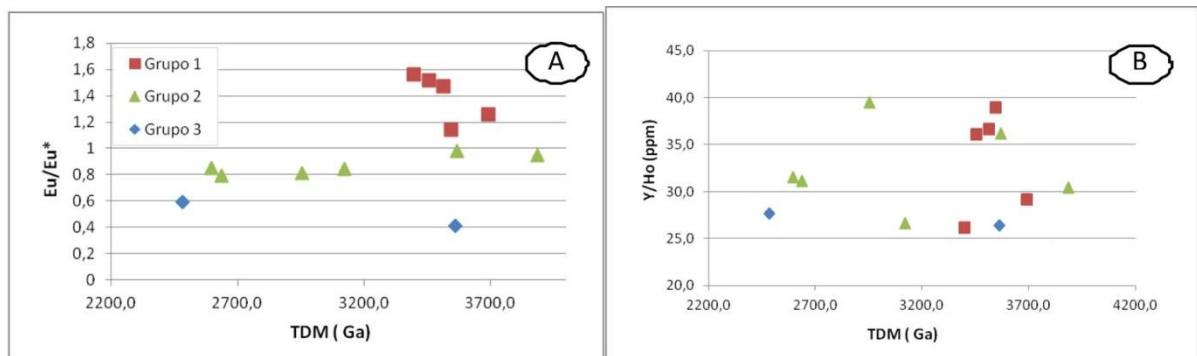 A
Eu/Eu*
1,8
1,6
1,4
1,2
1
0,8
0,6
0,4
0,2
0
Grupo 1
Grupo 2
Grupo 3
2200,0 2700,0 3200,0 3700,0
TDM ( Ga)
B
Y/Ho (ppm)
45,0
40,0
35,0
30,0
25,0
20,0
2200,0 2700,0 3200,0 3700,0 4200,0
TDM ( Ga)